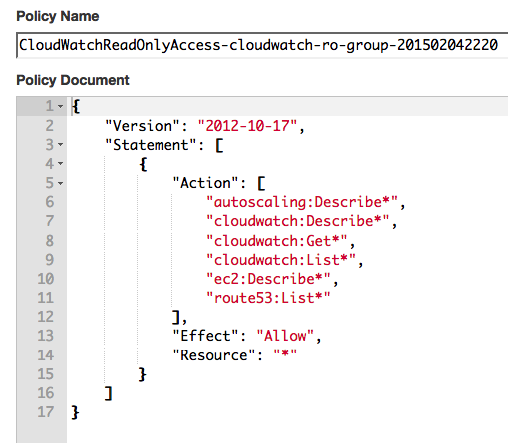 Policy Name
CloudWatchReadOnlyAccess-cloudwatch-ro-group-201502042220
Policy Document
1 {
2     "Version": "2012-10-17",
3     "Statement": [
4         {
5             "Action": [
6                 "autoscaling:Describe*",
7                 "cloudwatch:Describe*",
8                 "cloudwatch:Get*",
9                 "cloudwatch:List*",
10                 "ec2:Describe*",
11                 "route53:List*"
12             ],
13             "Effect": "Allow",
14             "Resource": "*"
15         }
16     ]
17 }